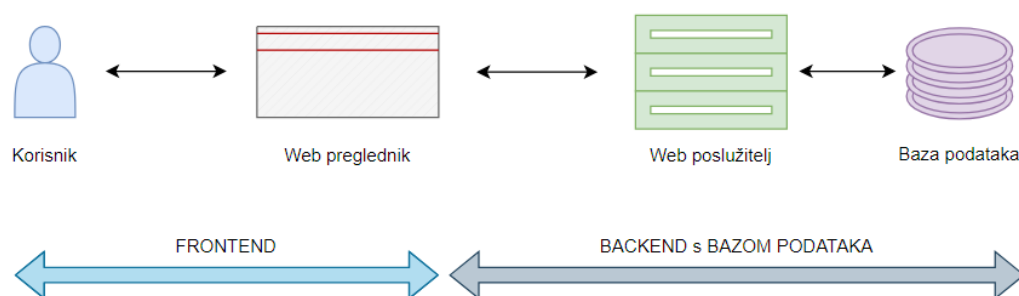 Korisnik
Web preglednik
Web poslužitelj
Baza podataka
FRONTEND
BACKEND s BAZOM PODATAKA